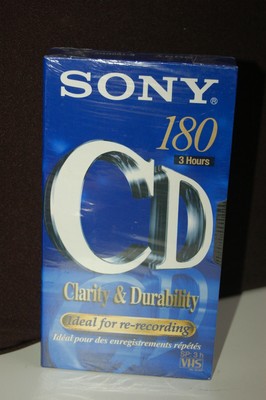 SONY®
180
3 Hours
CD
Clarity & Durability
ideal for re-recording
Idéal pour des enregistrements répétés
VHS